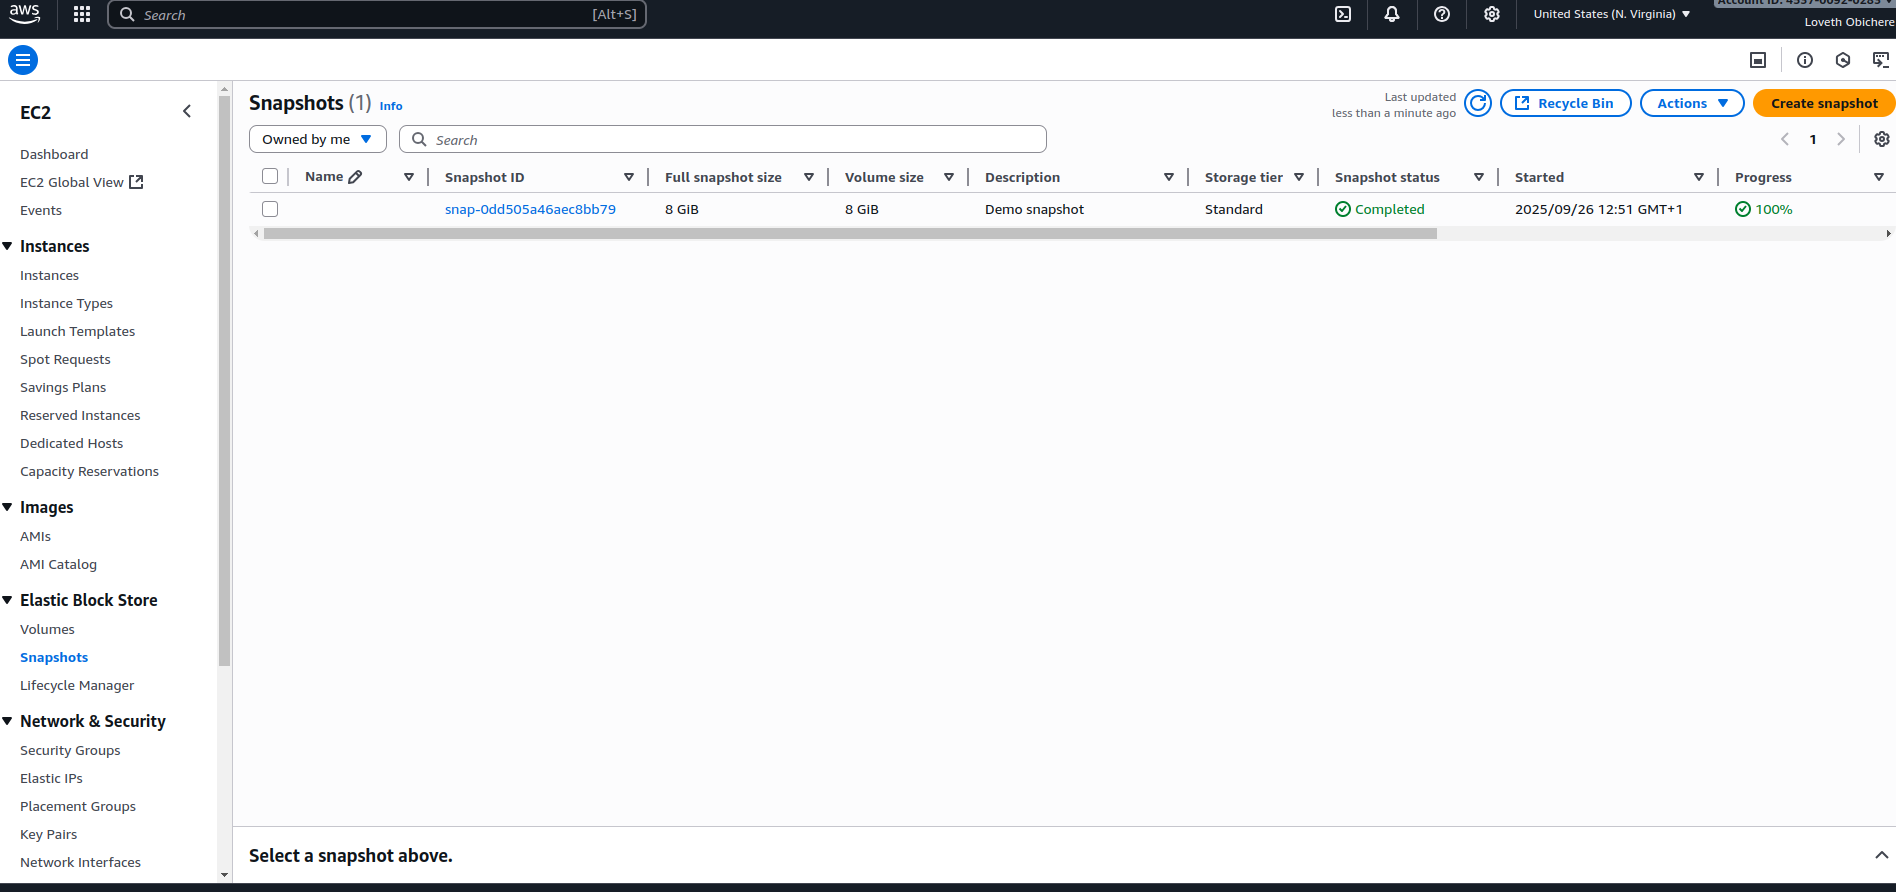 aws
Search [Alt+S]
United States (N. Virginia)
Account ID: 4537-0092-0285
Loveth Obichere
EC2
Dashboard
EC2 Global View
Events
Instances
Instances
Instance Types
Launch Templates
Spot Requests
Savings Plans
Reserved Instances
Dedicated Hosts
Capacity Reservations
Images
AMIs
AMI Catalog
Elastic Block Store
Volumes
Snapshots
Lifecycle Manager
Network & Security
Security Groups
Elastic IPs
Placement Groups
Key Pairs
Network Interfaces
Snapshots (1) Info
Last updated
less than a minute ago
Recycle Bin
Actions
Create snapshot
Owned by me
Search
1
Name Snapshot ID Full snapshot size Volume size Description Storage tier Snapshot status Started Progress
snap-0dd505a46aec8bb79 8 GiB 8 GiB Demo snapshot Standard Completed 2025/09/26 12:51 GMT+1 100%
Select a snapshot above.